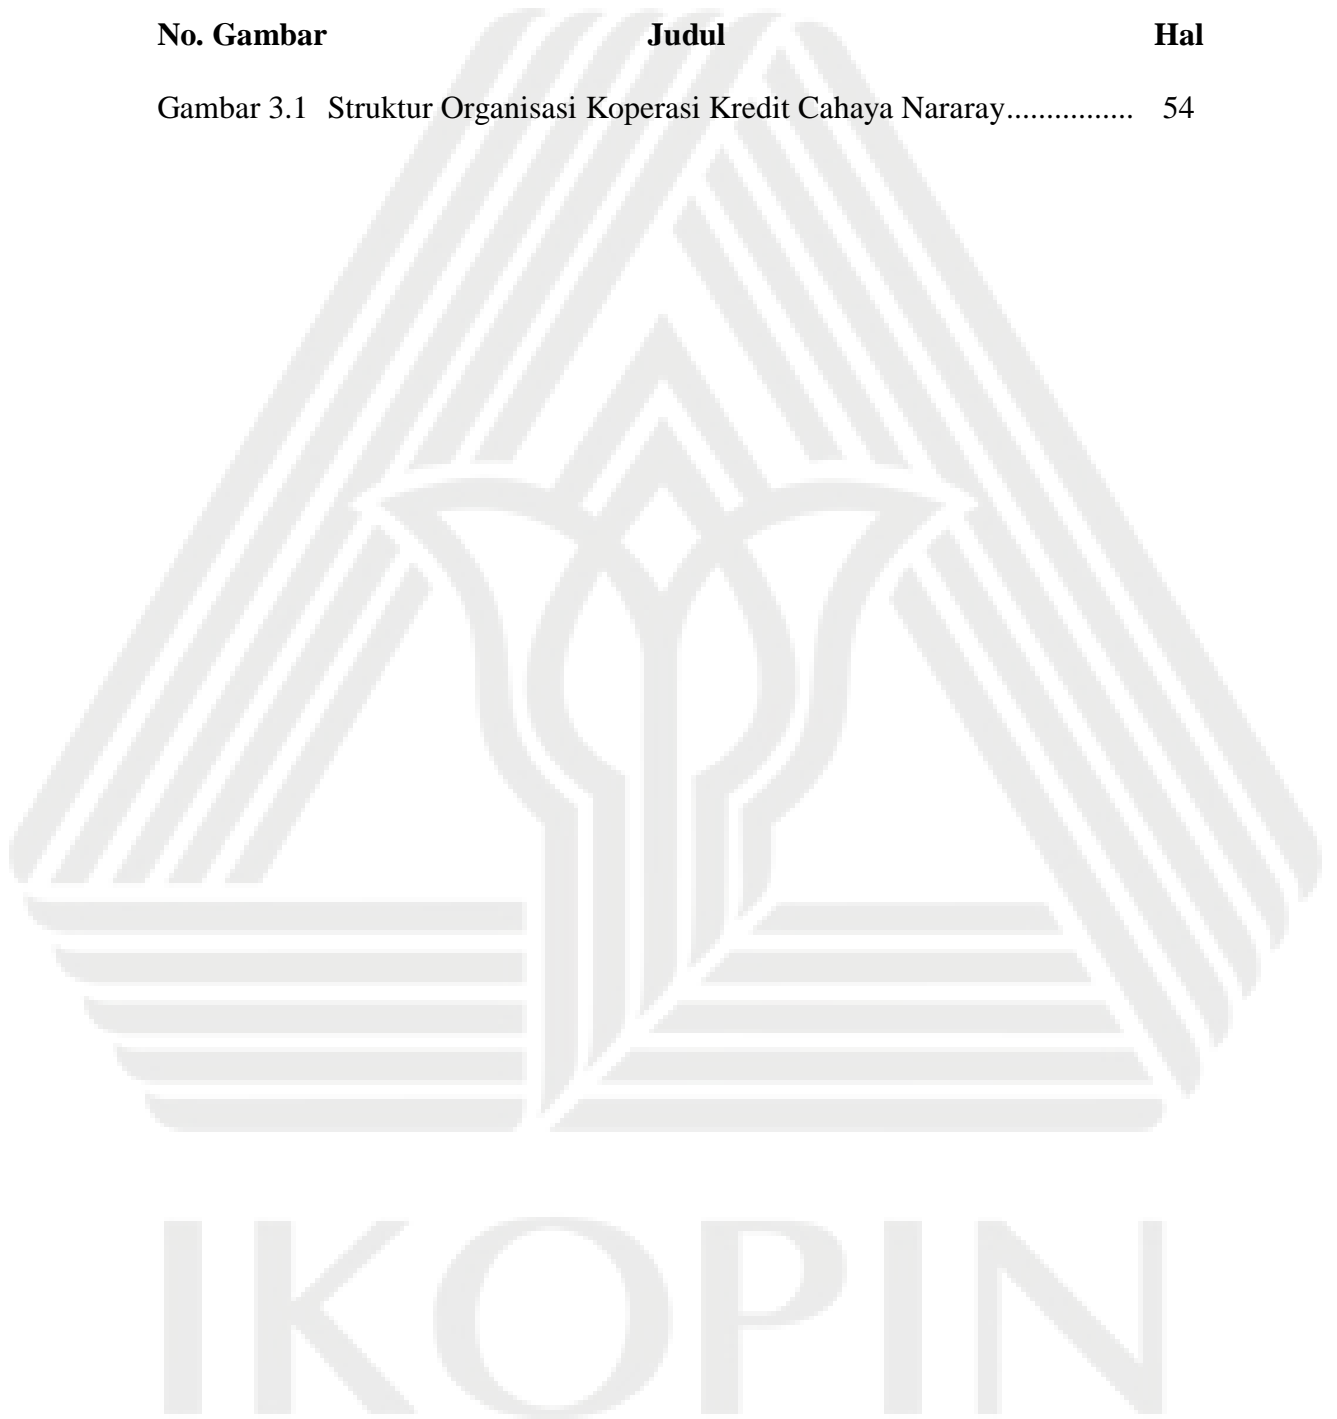 No. Gambar Judul Hal
Gambar 3.1 Struktur Organisasi Koperasi Kredit Cahaya Nararay................ 54
IKOPIN